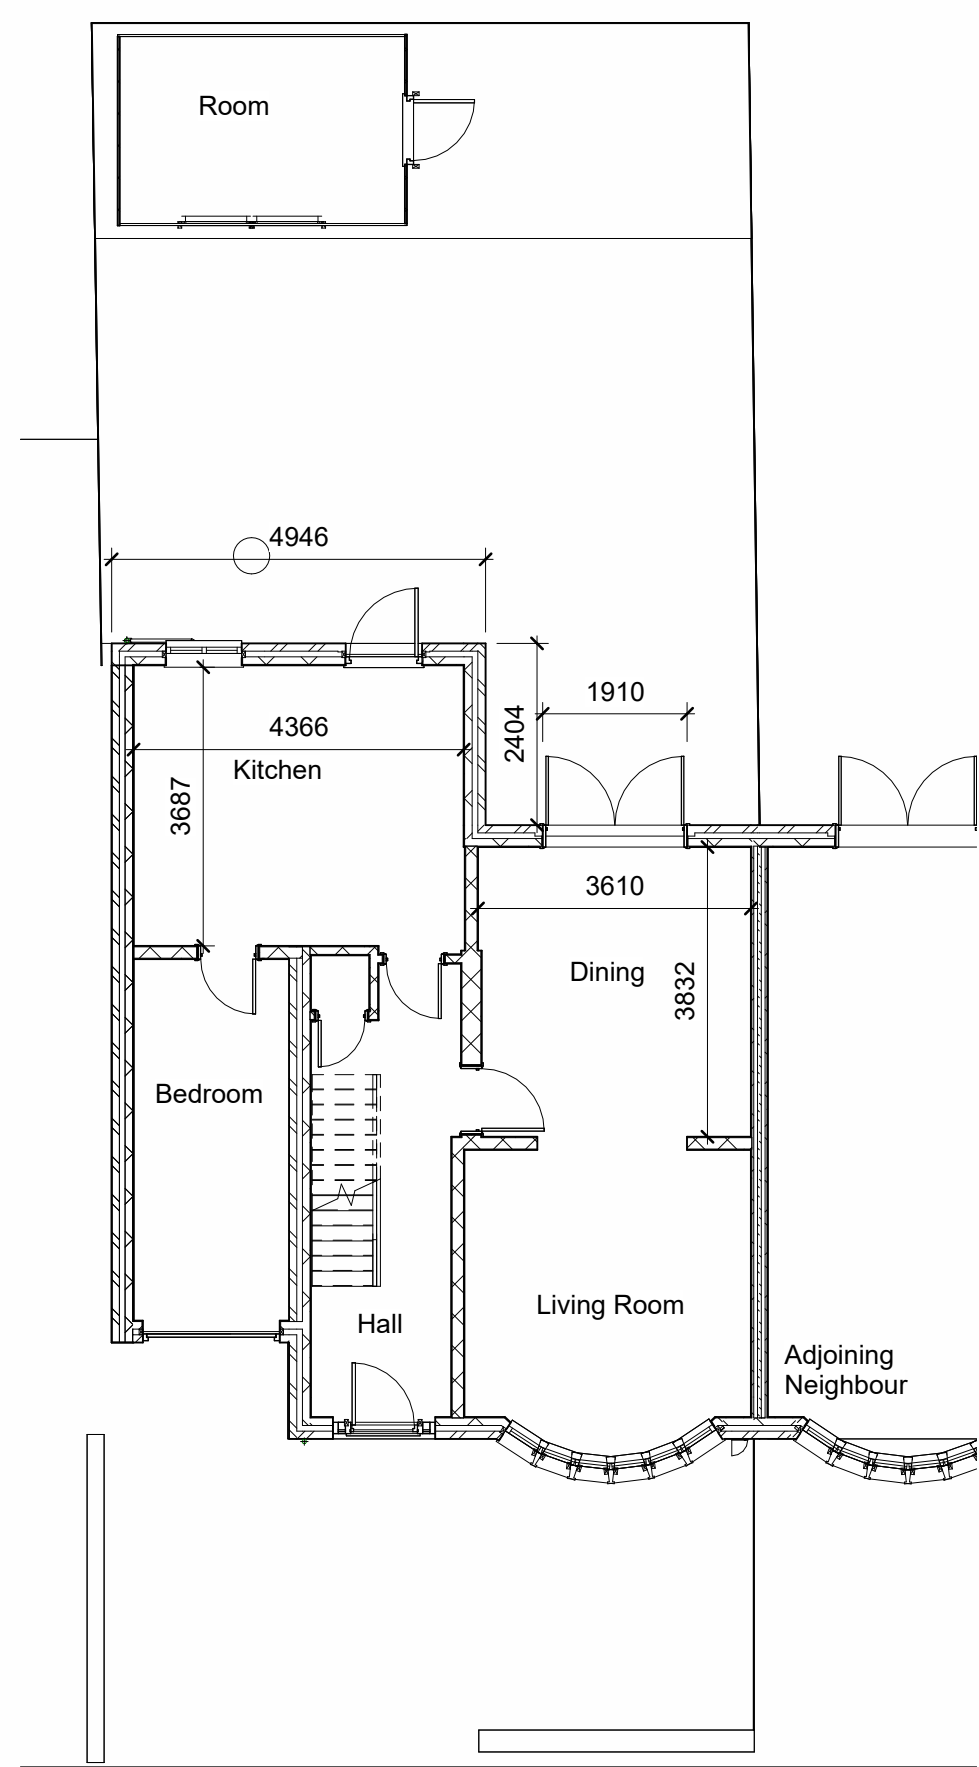 Room
4946
1910
2404
4366
Kitchen
3687
3610
Dining
3832
Bedroom
Living Room
Hall
Adjoining
Neighbour